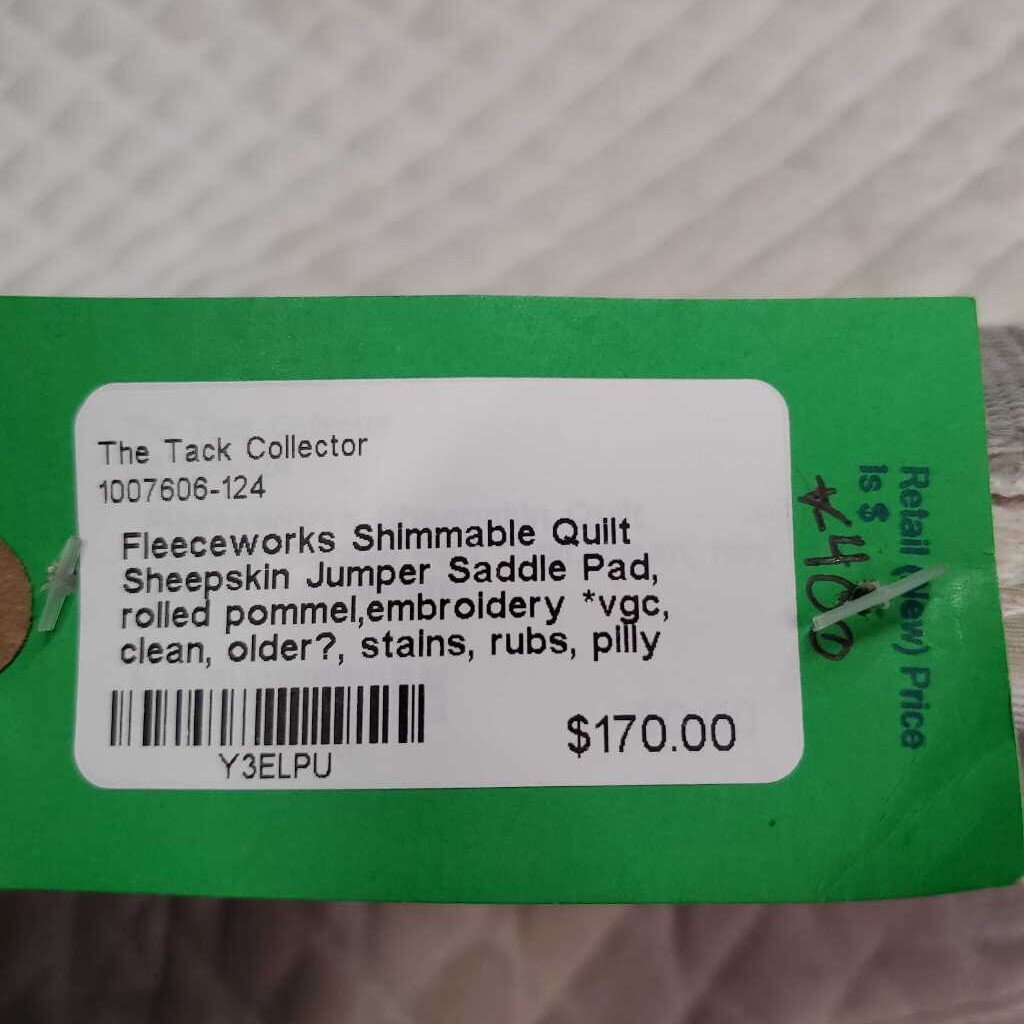 The Tack Collector
1007606-124
Fleeceworks Shimmable Quilt
Sheepskin Jumper Saddle Pad,
rolled pommel,embroidery *vgc,
clean, older?, stains, rubs, pilly
$170.00
Y3ELPU
Retail (New) Price
is $
400